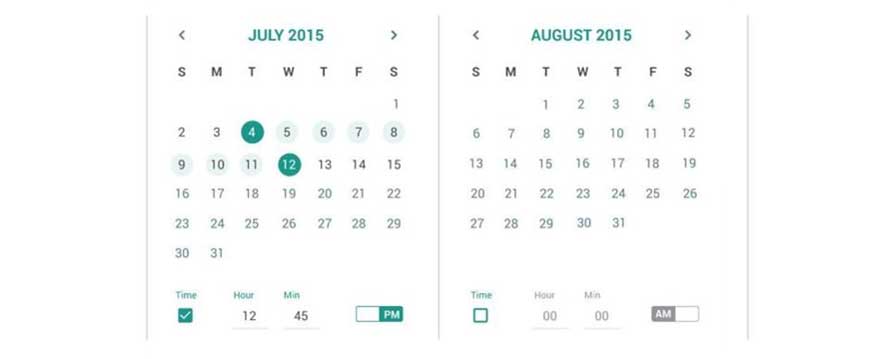 JULY 2015
S M T W T F S
1
2 3 4 5 6 7 8
9 10 11 12 13 14 15
16 17 18 19 20 21 22
23 24 25 26 27 28 29
30 31
Time Hour Min
12 45 PM
AUGUST 2015
S M T W T F S
1 2 3 4 5
6 7 8 9 10 11 12
13 14 15 16 17 18 19
20 21 22 23 24 25 26
27 28 29 30 31
Time Hour Min
00 00 AM